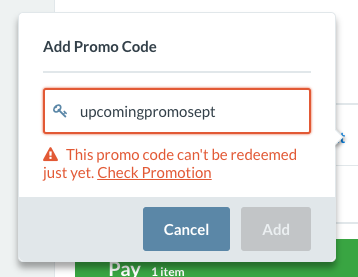 Add Promo Code
upcomingpromosept
This promo code can't be redeemed
just yet. Check Promotion
Cancel
Add
Pay 1 item